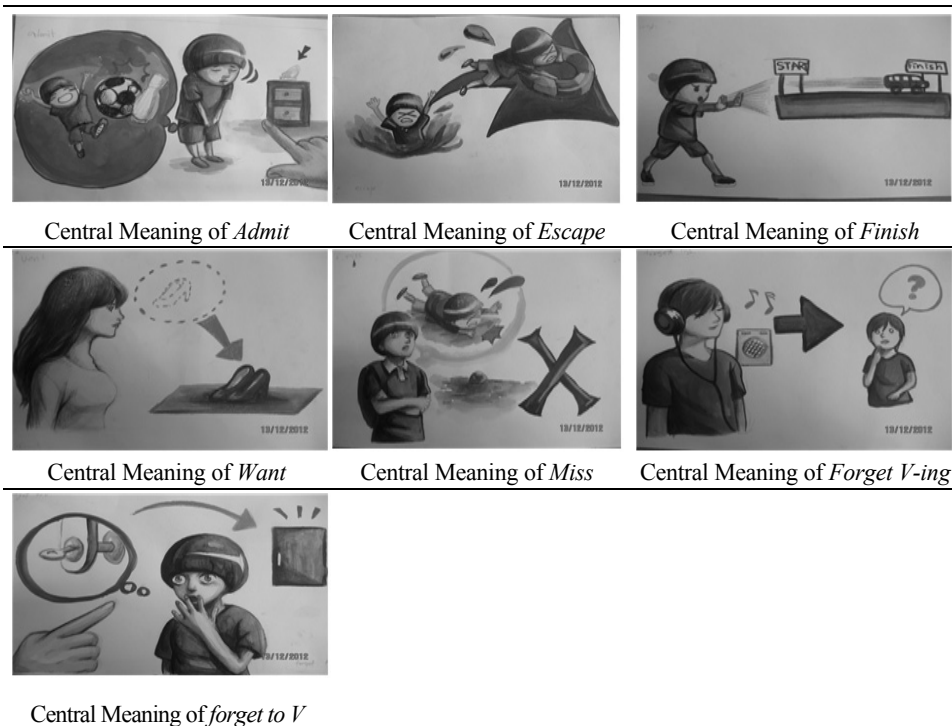 Admit
START
finish
13/12/2012
13/12/2012
13/12/2012
Central Meaning of Admit
Central Meaning of Escape
Central Meaning of Finish
?
13/12/2012
13/12/2012
13/12/2012
Central Meaning of Want
Central Meaning of Miss
Central Meaning of Forget V-ing
13/12/2012
Central Meaning of forget to V